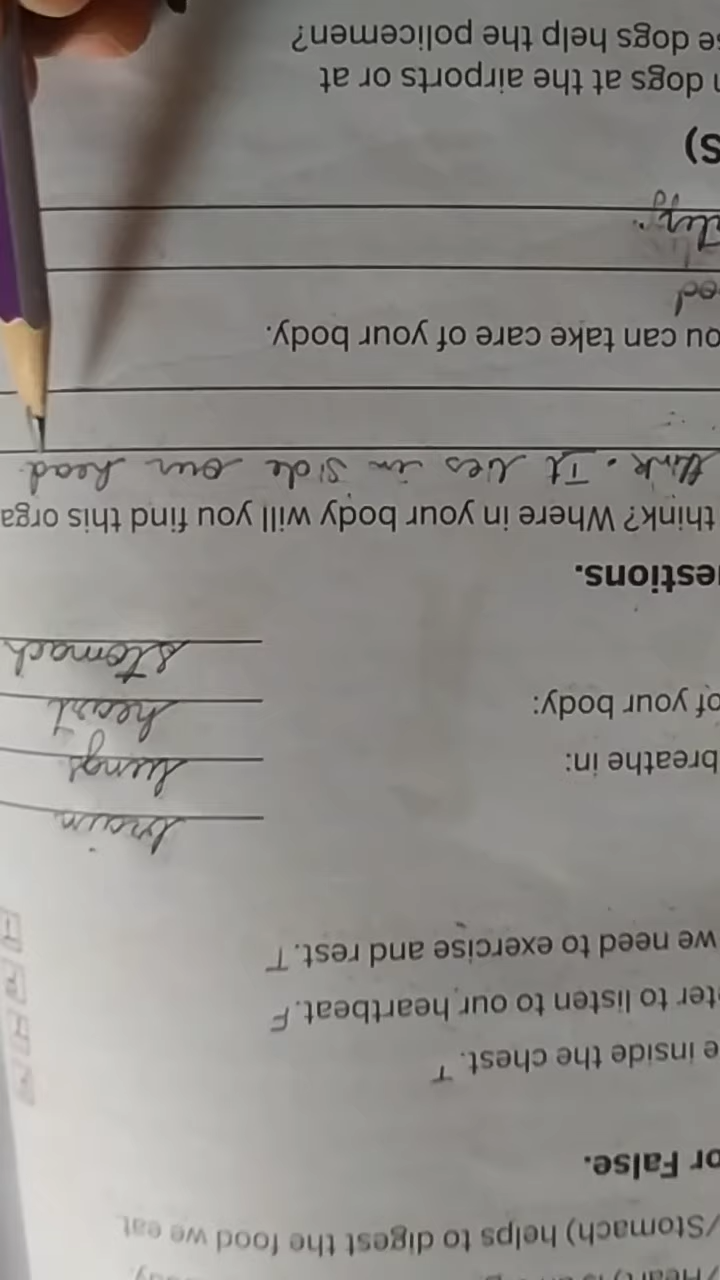 /Stomach) helps to digest the food we eat
or False.
inside the chest. T
to listen to our heartbeat. F
we need to exercise and rest. T
brain
breathe in: lungs
of your body: heart
stomach
estions.
think? Where in your body will you find this orga
think. It lies in side our head
ou can take care of your body.
S)
dogs at the airports or at
dogs help the policemen?